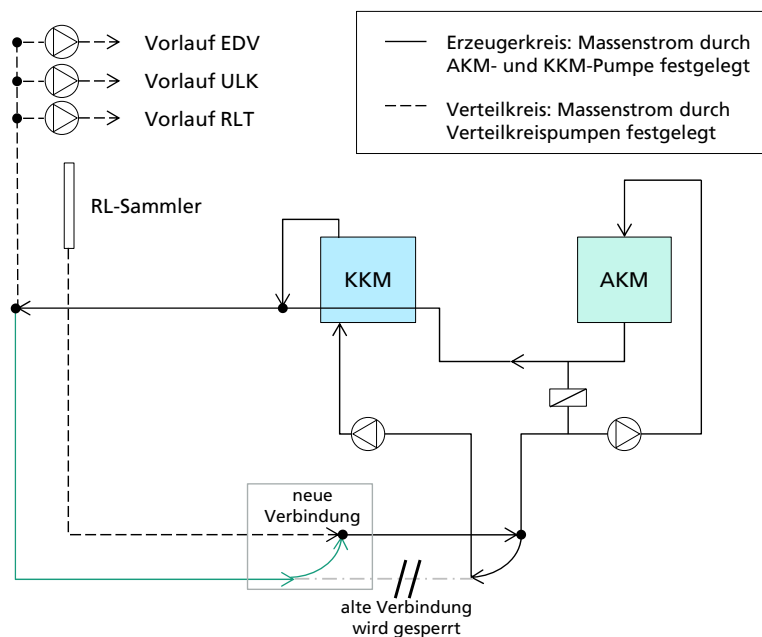 Vorlauf EDV
Vorlauf ULK
Vorlauf RLT
Erzeugerkreis: Massenstrom durch
AKM- und KKM-Pumpe festgelegt
Verteilkreis: Massenstrom durch
Verteilkreispumpen festgelegt
RL-Sammler
KKM
AKM
neue
Verbindung
alte Verbindung
wird gesperrt